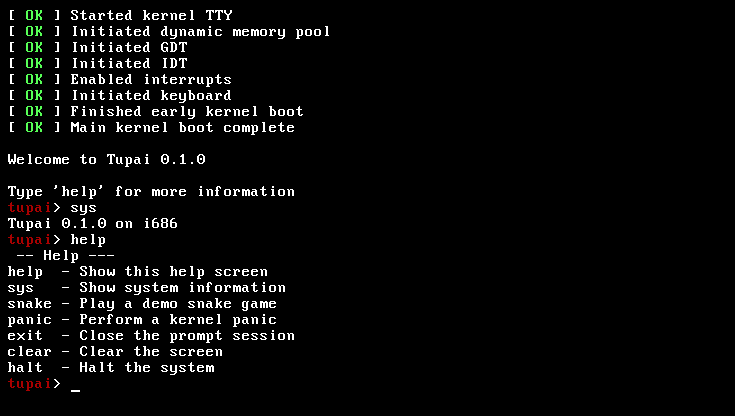 [ OK ] Started kernel TTY
[ OK ] Initiated dynamic memory pool
[ OK ] Initiated GDT
[ OK ] Initiated IDT
[ OK ] Enabled interrupts
[ OK ] Initiated keyboard
[ OK ] Finished early kernel boot
[ OK ] Main kernel boot complete

Welcome to Tupai 0.1.0

Type 'help' for more information
tupai> sys
Tupai 0.1.0 on i686
tupai> help
 -- Help ---
help  - Show this help screen
sys   - Show system information
snake - Play a demo snake game
panic - Perform a kernel panic
exit  - Close the prompt session
clear - Clear the screen
halt  - Halt the system
tupai> _